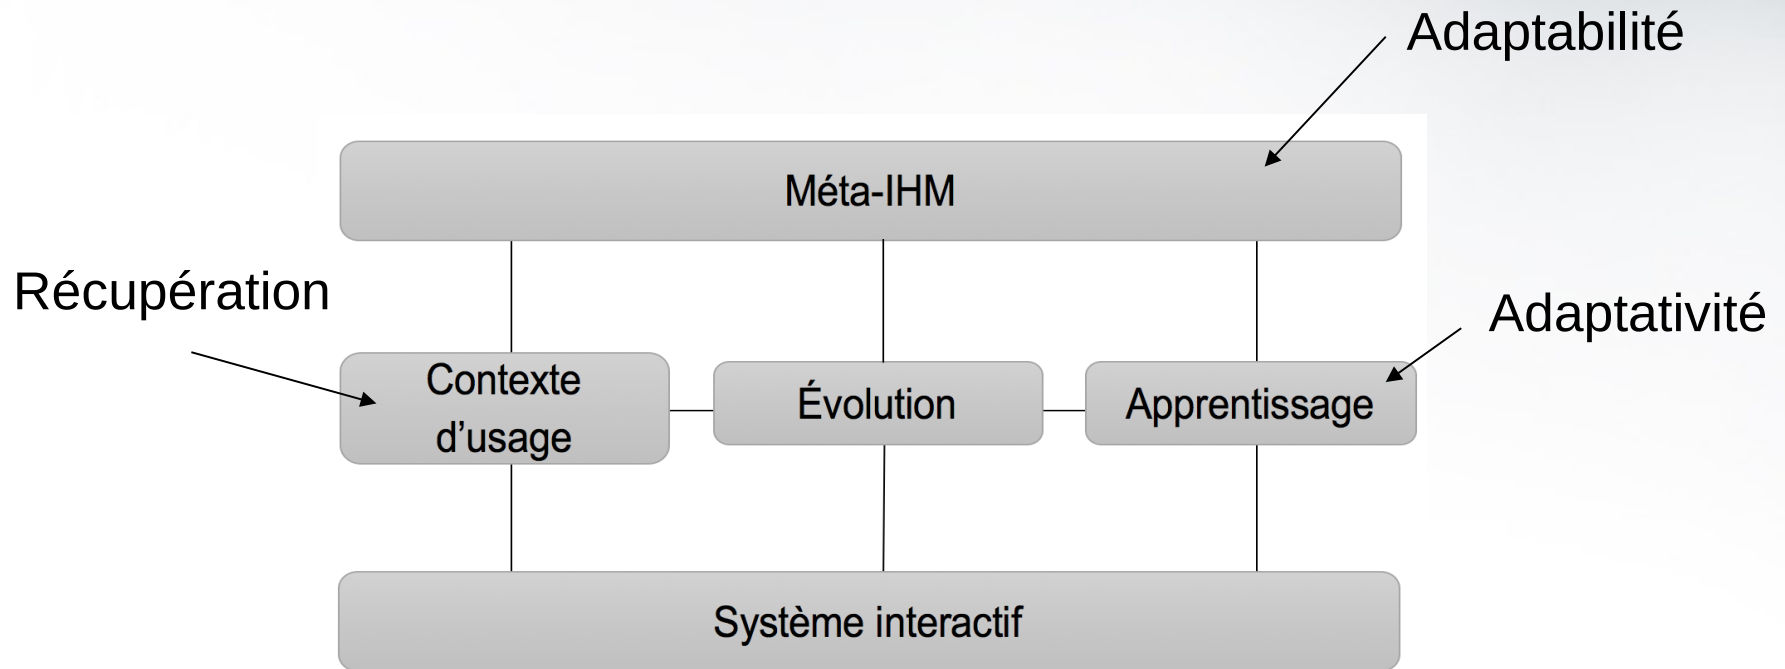 Adaptabilité
Méta-IHM
Récupération
Adaptativité
Contexte
d’usage
Évolution
Apprentissage
Système interactif